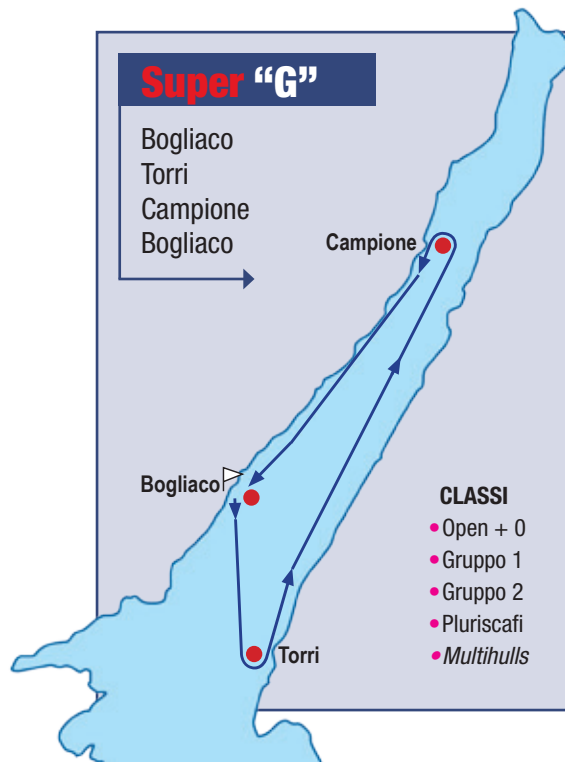 Super “G”
Bogliaco
Torri
Campione
Bogliaco
Campione
Bogliaco
Torri
CLASSI
• Open + 0
• Gruppo 1
• Gruppo 2
• Pluriscafi
• Multihulls